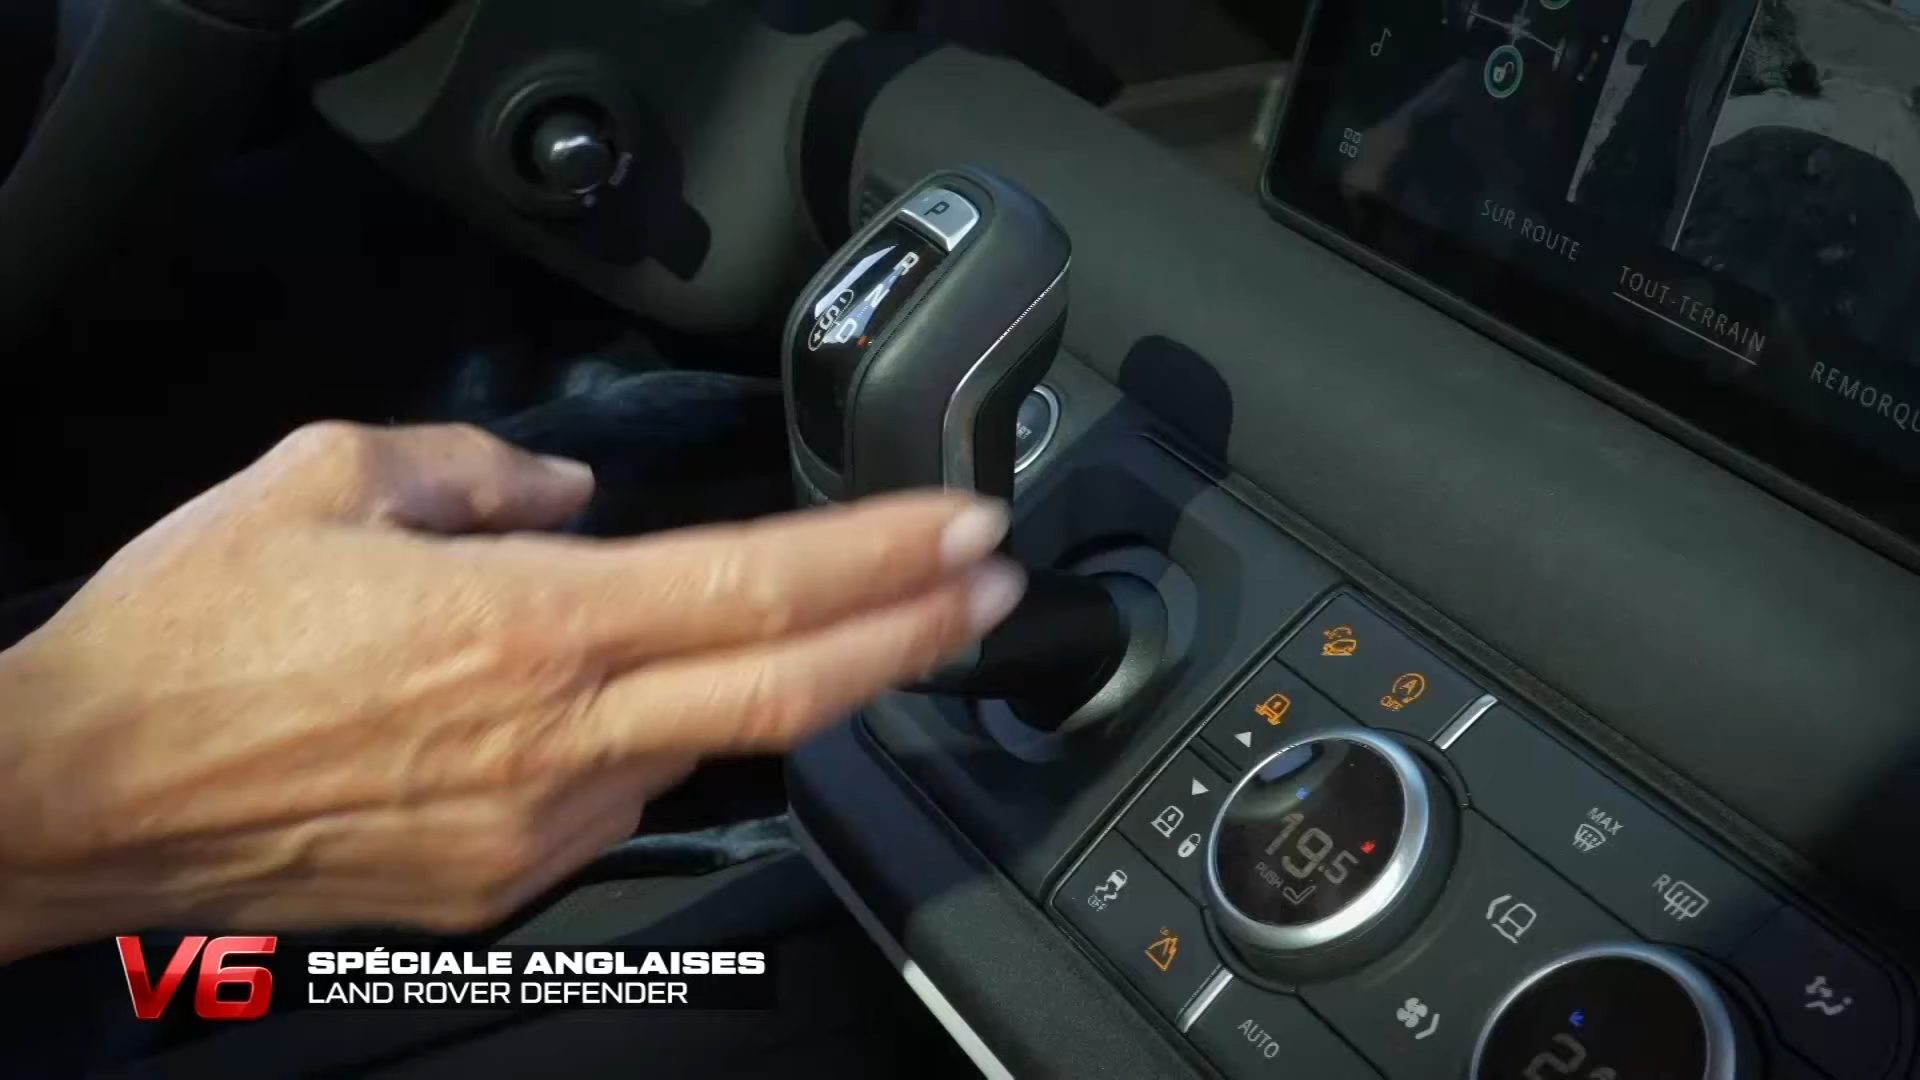 P
R
N
D
S
SUR ROUTE
TOUT-TERRAIN
REMORQU
A
OFF
MAX
R
19.5
PUSH
OFF
AUTO
V6
SPÉCIALE ANGLAISES
LAND ROVER DEFENDER